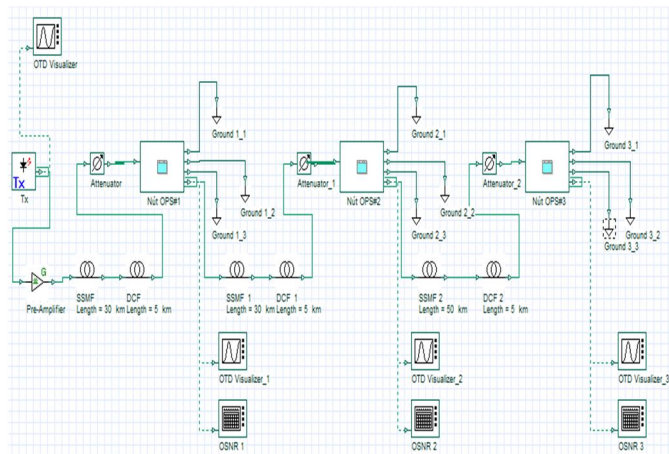 OTD Visualizer
Ground 1_1
Ground 2_1
Ground 3_1
Tx
Tx
Attenuator
Nút OPS#1
Ground 1_2
Ground 1_3
Attenuator_1
Nút OPS#2
Ground 2_2
Ground 2_3
Attenuator_2
Nút OPS#3
Ground 3_2
Ground 3_3
G
Pre-Amplifier
SSMF
Length = 30 km
DCF
Length = 5 km
SSMF 1
Length = 30 km
DCF 1
Length = 5 km
SSMF 2
Length = 50 km
DCF 2
Length = 5 km
OTD Visualizer_1
OTD Visualizer_2
OTD Visualizer_3
OSNR 1
OSNR 2
OSNR 3